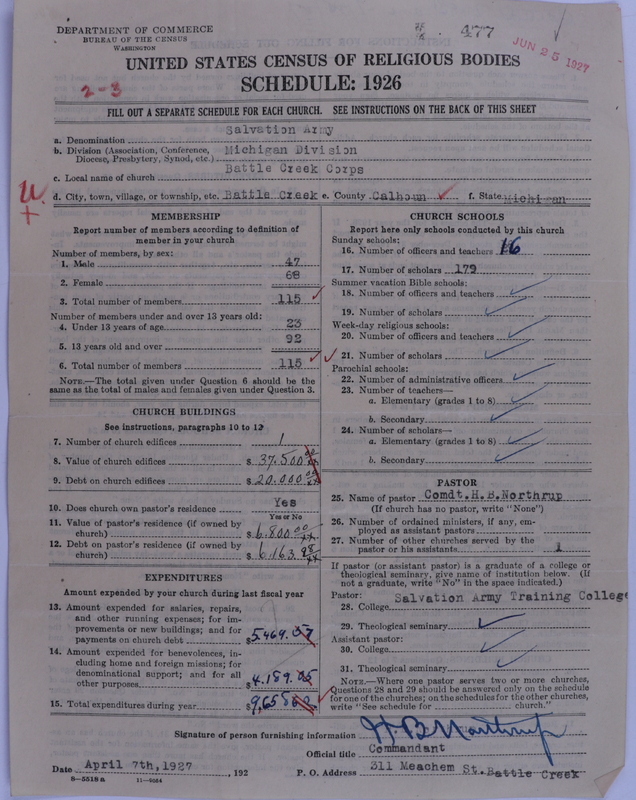 DEPARTMENT OF COMMERCE
BUREAU OF THE CENSUS
WASHINGTON
477
JUN 25 1927
UNITED STATES CENSUS OF RELIGIOUS BODIES
SCHEDULE: 1926
2-3
FILL OUT A SEPARATE SCHEDULE FOR EACH CHURCH. SEE INSTRUCTIONS ON THE BACK OF THIS SHEET
a. Denomination Salvation Army
b. Division (Association, Conference, Diocese, Presbytery, Synod, etc.) Michigan Division
c. Local name of church Battle Creek Corps
d. City, town, village, or township, etc. Battle Creek e. County Calhoun f. State Michigan
MEMBERSHIP
Report number of members according to definition of member in your church
Number of members, by sex:
1. Male 47
2. Female 68
3. Total number of members 115
Number of members under and over 13 years old:
4. Under 13 years of age 23
5. 13 years old and over 92
6. Total number of members 115
NOTE.—The total given under Question 6 should be
same as the total of males and females given under Question 3.
CHURCH BUILDINGS
See instructions, paragraphs 10 to 12
7. Number of church edifices 1
8. Value of church edifices $ 37,500 00
9. Debt on church edifices $ 20,000 00
10. Does church own pastor's residence Yes
Yes or No
11. Value of pastor's residence (if owned by
church) $ 6,800 00
12. Debt on pastor's residence (if owned by
church) $ 6,163.98
EXPENDITURES
Amount expended by your church during last fiscal year
13. Amount expended for salaries, repairs,
and other running expenses; for im-
provements or new buildings; and for
payments on church debt $ 5,469.
14. Amount expended for benevolences, in-
cluding home and foreign missions; for
denominational support; and for all
other purposes $ 4,189.
15. Total expenditures during year $ 9,658
CHURCH SCHOOLS
Report here only schools conducted by this church
Sunday schools:
16. Number of officers and teachers 16
17. Number of scholars 179
Summer vacation Bible schools:
18. Number of officers and teachers
19. Number of scholars
Week-day religious schools:
20. Number of officers and teachers
21. Number of scholars
Parochial schools:
22. Number of administrative officers
23. Number of teachers—
a. Elementary (grades 1 to 8)
b. Secondary
24. Number of scholars—
a. Elementary (grades 1 to 8)
b. Secondary
PASTOR
25. Name of pastor Comdt.H.B.Northrup
(If church has no pastor, write "None")
26. Number of ordained ministers, if any, em-
ployed as assistant pastors
27. Number of other churches served by the
pastor or his assistants 1
If pastor (or assistant pastor) is a graduate of a college or
theological seminary, give name of institution below. (If
not a graduate, write "No" in the space indicated.)
Pastor: Salvation Army Training College
28. College
29. Theological seminary
Assistant pastor:
30. College
31. Theological seminary
NOTE.—Where one pastor serves two or more churches,
Questions 28 and 29 should be answered only on the schedule
for one of the churches; on the schedules for the other churches,
write "See schedule for church."
Signature of person furnishing information H B Northrup
Official title Commandant
Date April 7th,1927 , 192 P. O. Address 311 Meachem St. Battle Creek
8-5518 a 11-6034